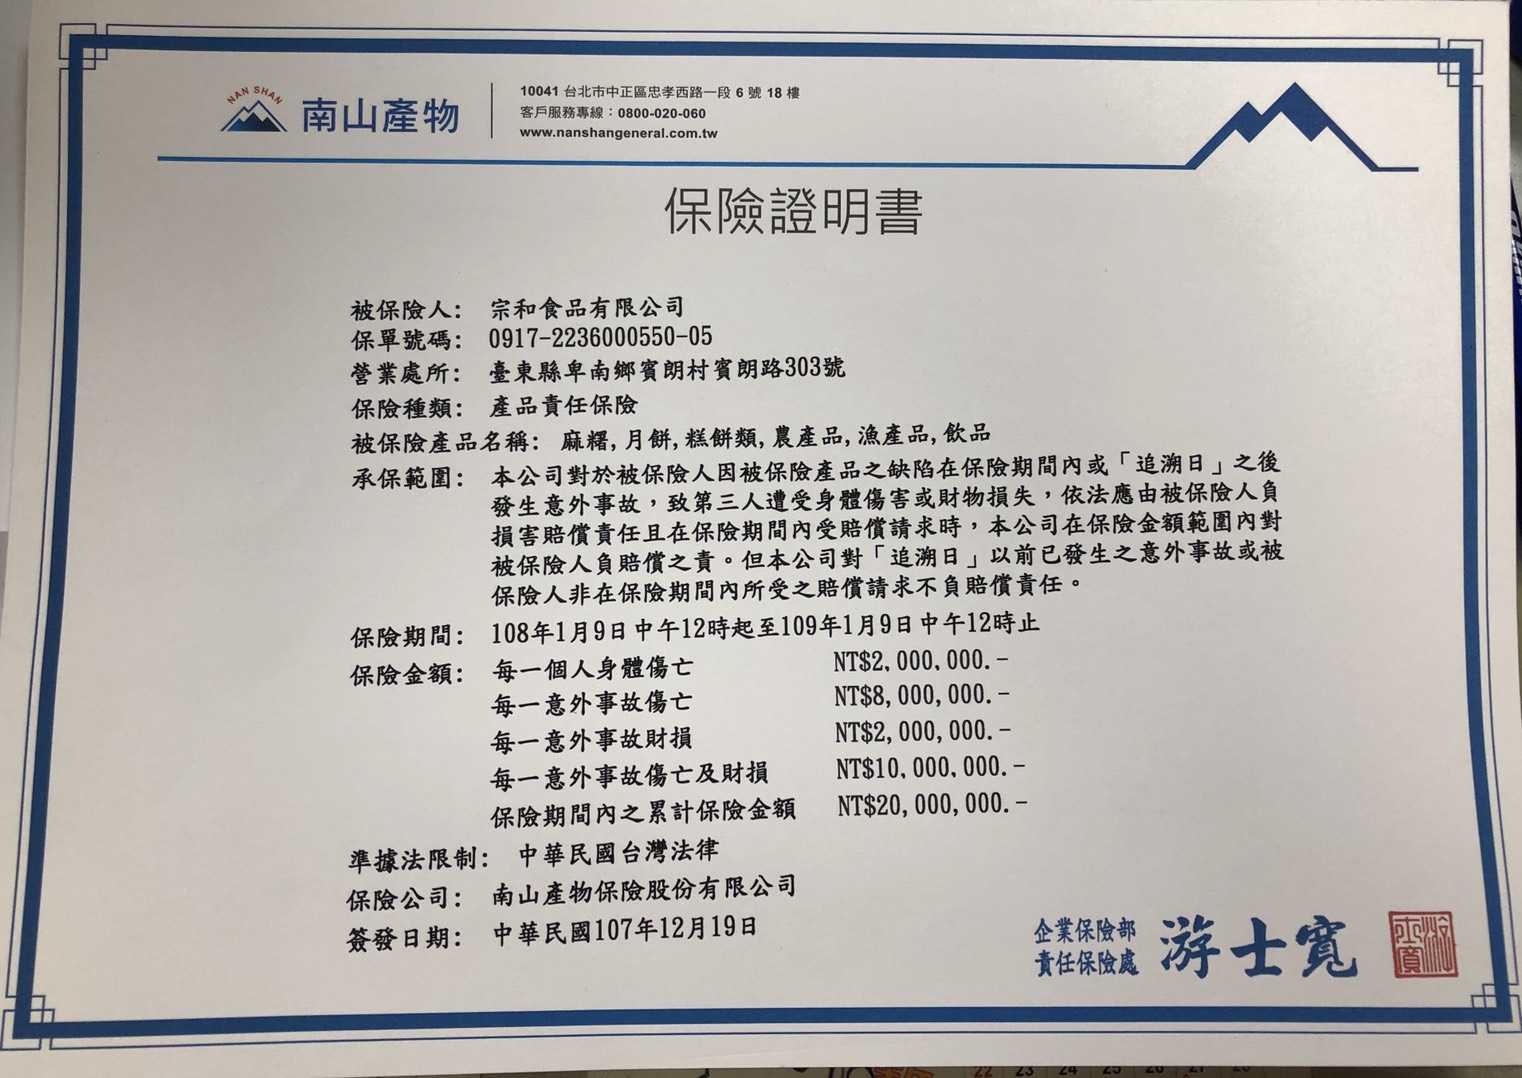 NAN SHAN
南山產物
10041 台北市中正區忠孝西路一段 6 號 18 樓
客戶服務專線：0800-020-060
www.nanshangeneral.com.tw
保險證明書
被保險人： 宗和食品有限公司
保單號碼： 0917-2236000550-05
營業處所： 臺東縣卑南鄉賓朗村賓朗路303號
保險種類： 產品責任保險
被保險產品名稱： 麻糬,月餅,糕餅類,農產品,漁產品,飲品
承保範圍： 本公司對於被保險人因被保險產品之缺陷在保險期間內或「追溯日」之後
發生意外事故，致第三人遭受身體傷害或財物損失，依法應由被保險人負
損害賠償責任且在保險期間內受賠償請求時，本公司在保險金額範圍內對
被保險人負賠償之責。但本公司對「追溯日」以前已發生之意外事故或被
保險人非在保險期間內所受之賠償請求不負賠償責任。
保險期間： 108年1月9日中午12時起至109年1月9日中午12時止
保險金額： 每一個人身體傷亡 NT$2,000,000.-
每一意外事故傷亡 NT$8,000,000.-
每一意外事故財損 NT$2,000,000.-
每一意外事故傷亡及財損 NT$10,000,000.-
保險期間內之累計保險金額 NT$20,000,000.-
準據法限制： 中華民國台灣法律
保險公司： 南山產物保險股份有限公司
簽發日期： 中華民國107年12月19日
企業保險部
責任保險處
游士寬
游士寬
22 23 24 25 26 27 28